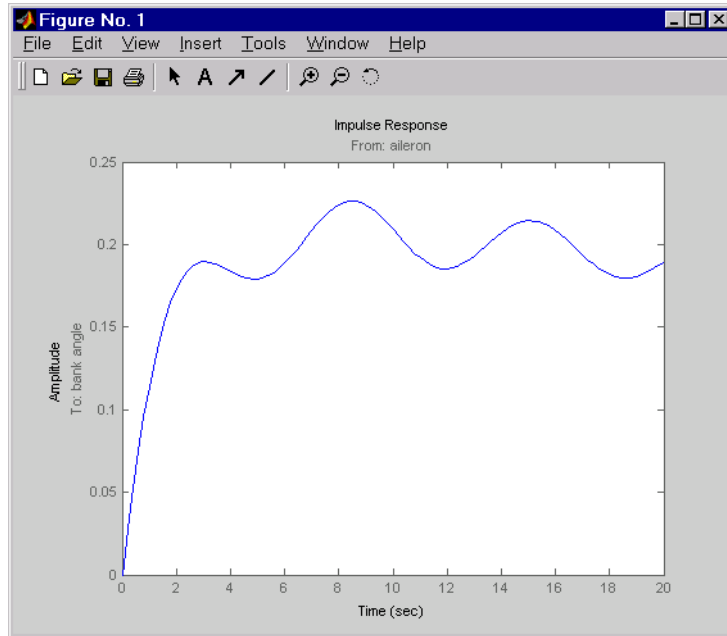 Figure No. 1
File Edit View Insert Tools Window Help
A
Impulse Response
From: aileron
Amplitude
To: bank angle
0.25
0.2
0.15
0.1
0.05
0
0 2 4 6 8 10 12 14 16 18 20
Time (sec)